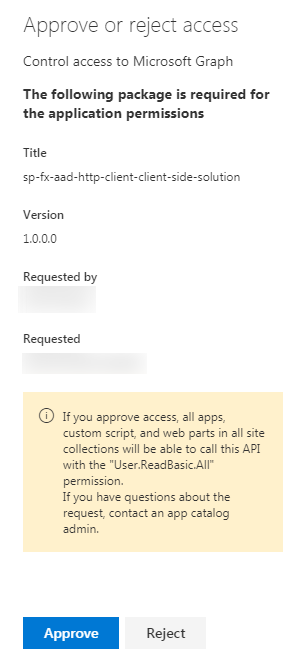 Approve or reject access
Control access to Microsoft Graph
The following package is required for
the application permissions
Title
sp-fx-aad-http-client-client-side-solution
Version
1.0.0.0
Requested by
Requested
If you approve access, all apps,
custom script, and web parts in all site
collections will be able to call this API
with the "User.ReadBasic.All"
permission.
If you have questions about the
request, contact an app catalog
admin.
Approve
Reject